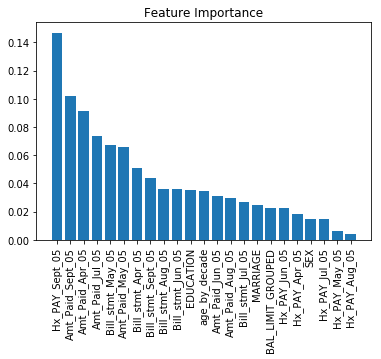 Feature Importance
0.14
0.12
0.10
0.08
0.06
0.04
0.02
0.00
Hx_PAY_Sept_05
Amt_Paid_Sept_05
Amt_Paid_Apr_05
Amt_Paid_Jul_05
Bill_stmt_May_05
Amt_Paid_May_05
Bill_stmt_Apr_05
Bill_stmt_Sept_05
Bill_stmt_Aug_05
Bill_stmt_Jun_05
EDUCATION
age_by_decade
Amt_Paid_Jun_05
Amt_Paid_Aug_05
Bill_stmt_Jul_05
MARRIAGE
BAL_LIMIT_GROUPED
Hx_PAY_Jun_05
Hx_PAY_Apr_05
SEX
Hx_PAY_Jul_05
Hx_PAY_May_05
Hx_PAY_Aug_05